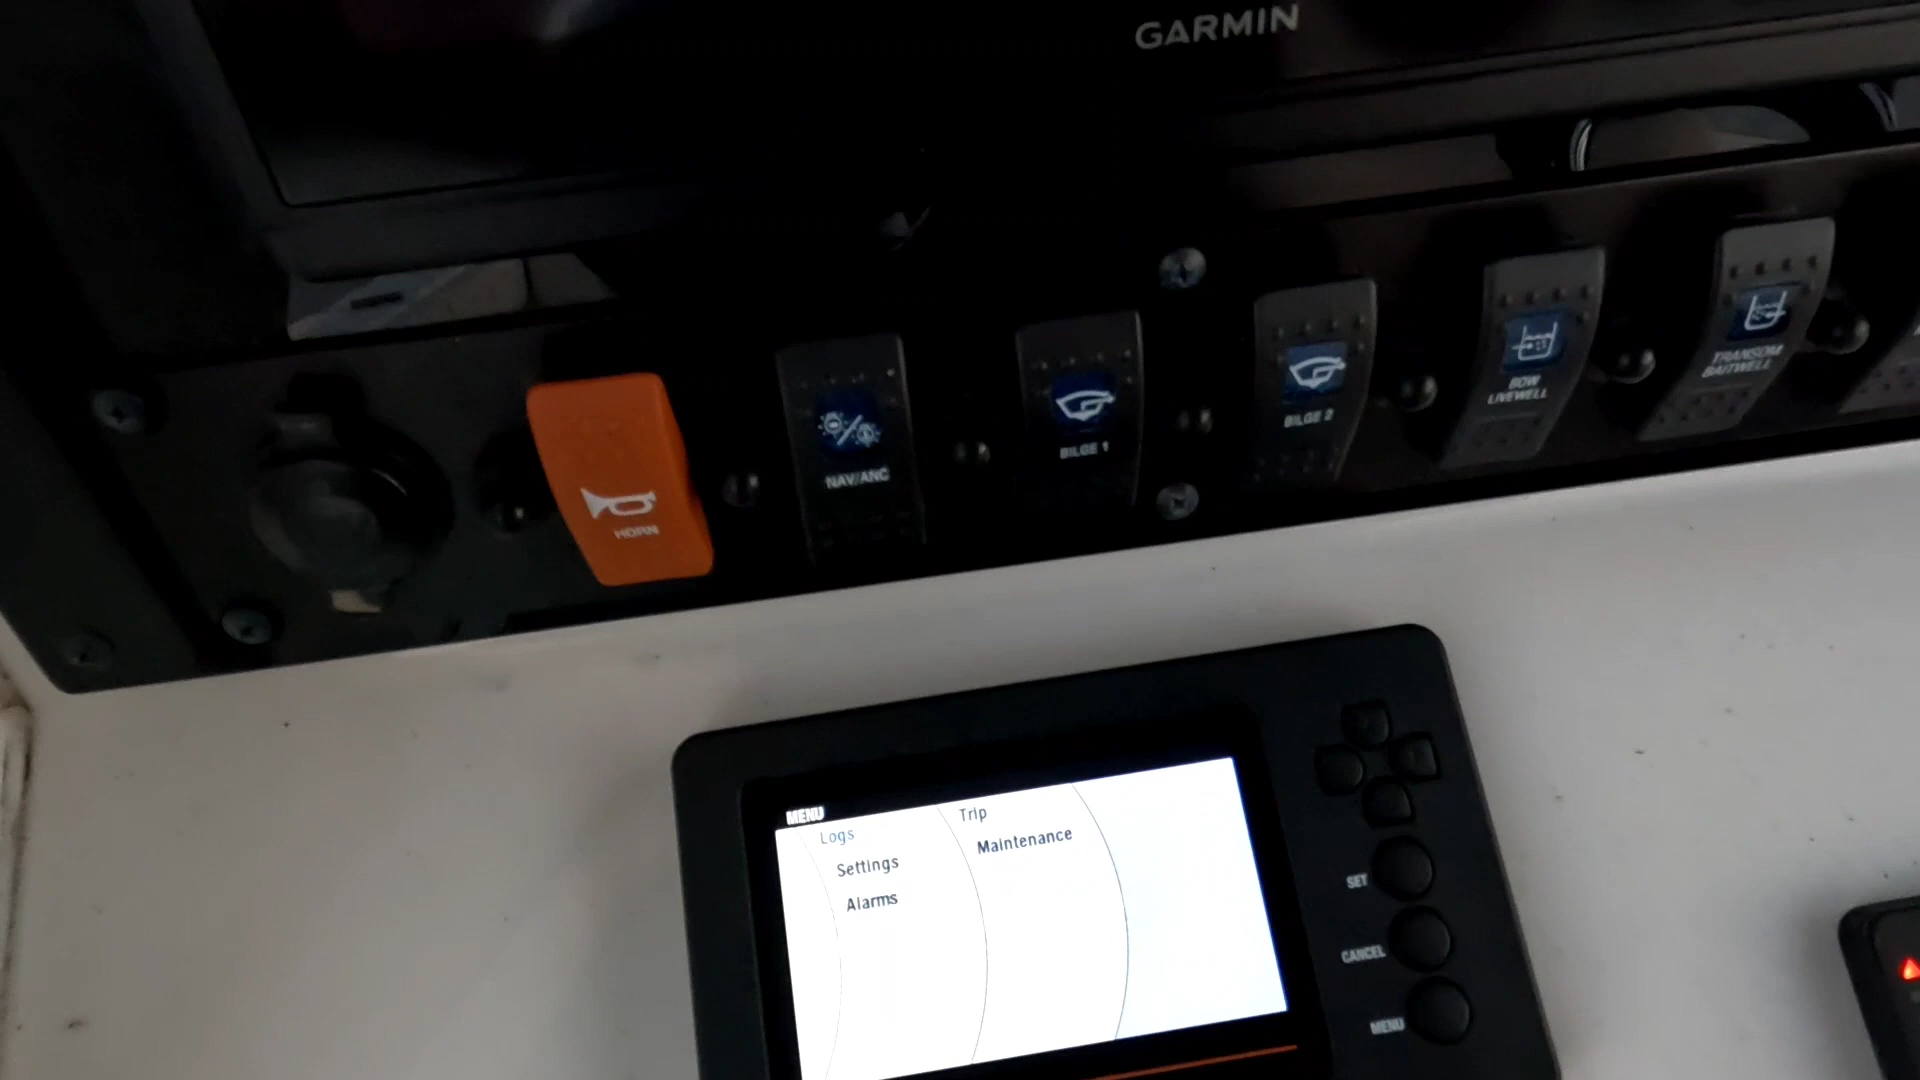 GARMIN
HORN
NAV/ANC
BILGE 1
BILGE 2
BOW
LIVEWELL
TRANSOM
BAITWELL
MENU
Logs
Settings
Alarms
Trip
Maintenance
SET
CANCEL
MENU